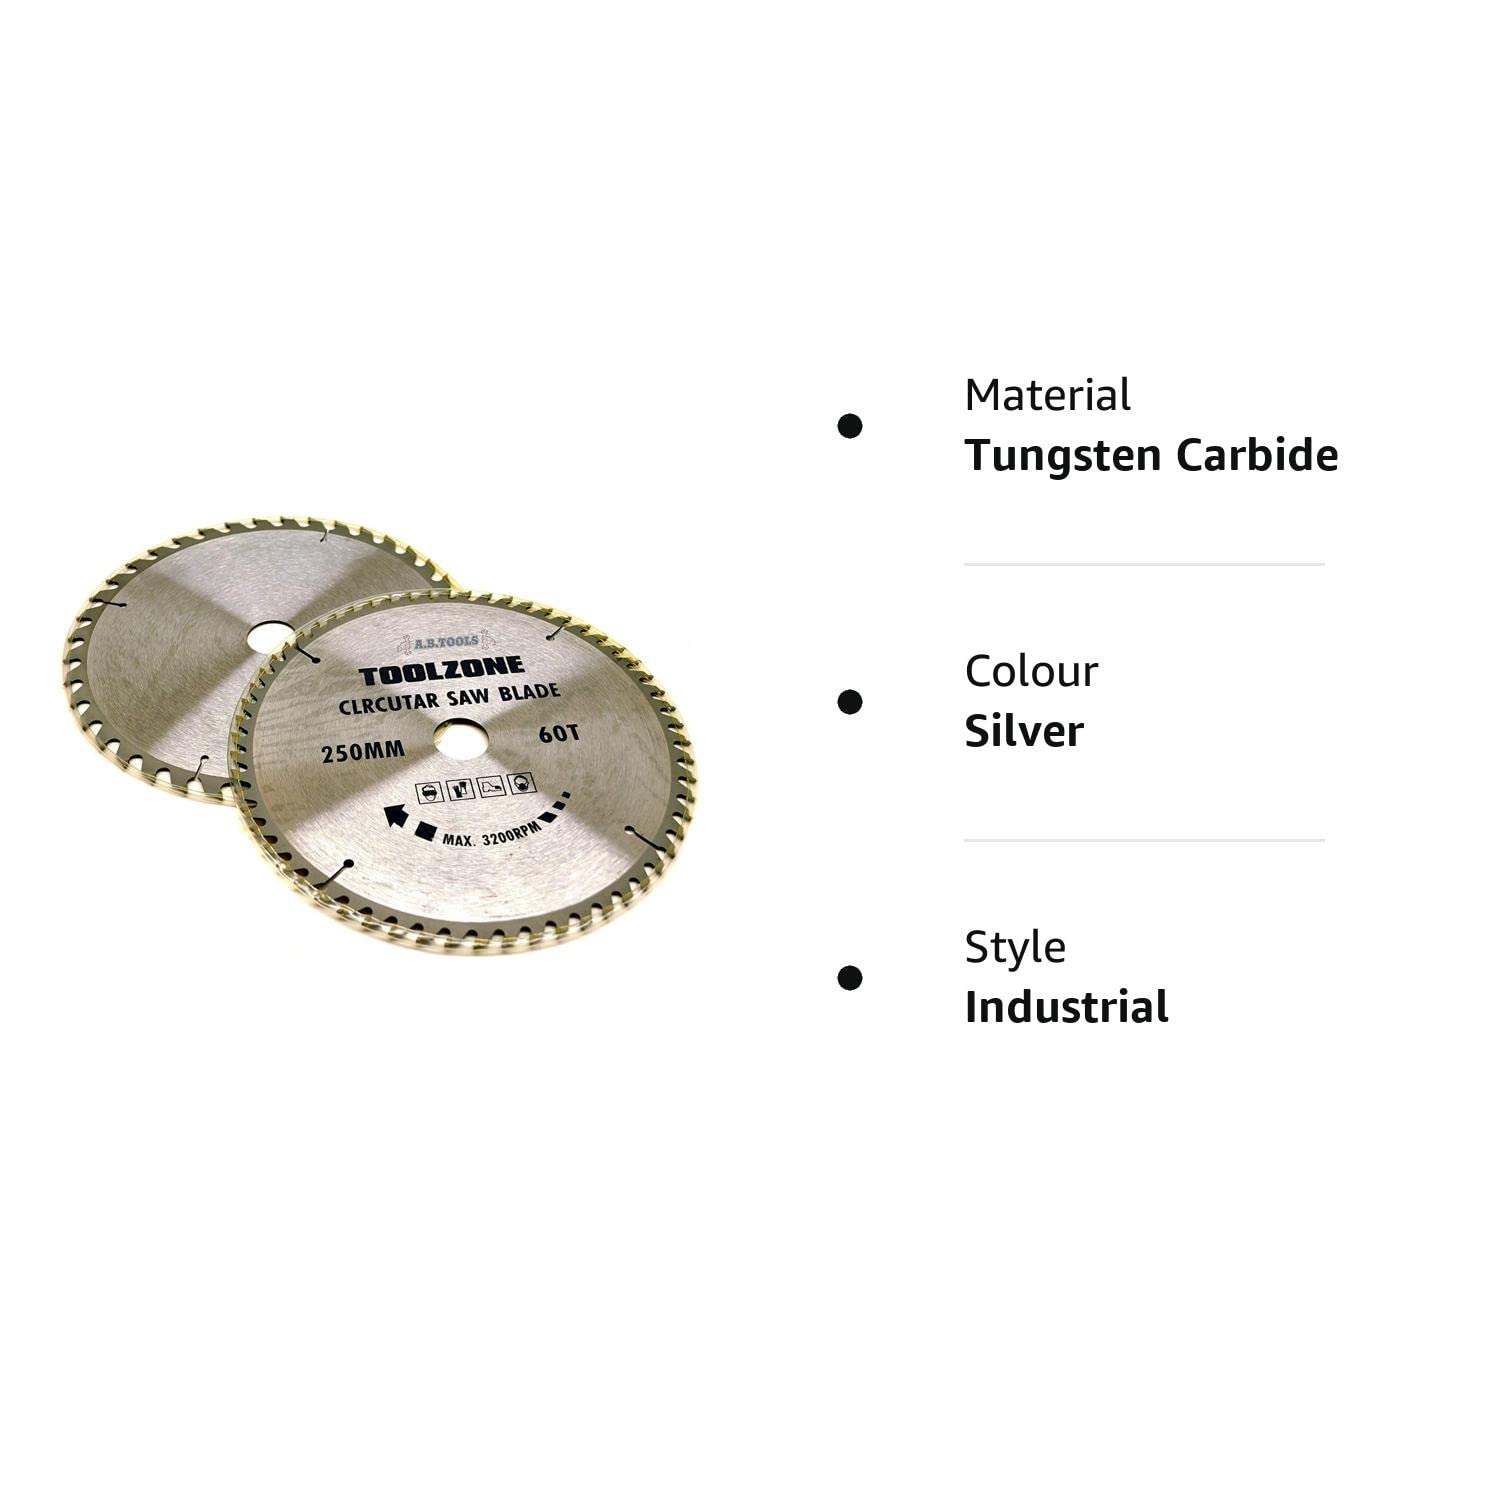 A.B.TOOLS
TOOLZONE
CLRCUTAR SAW BLADE
250MM
60T
MAX. 3200RPM
Material
Tungsten Carbide
Colour
Silver
Style
Industrial